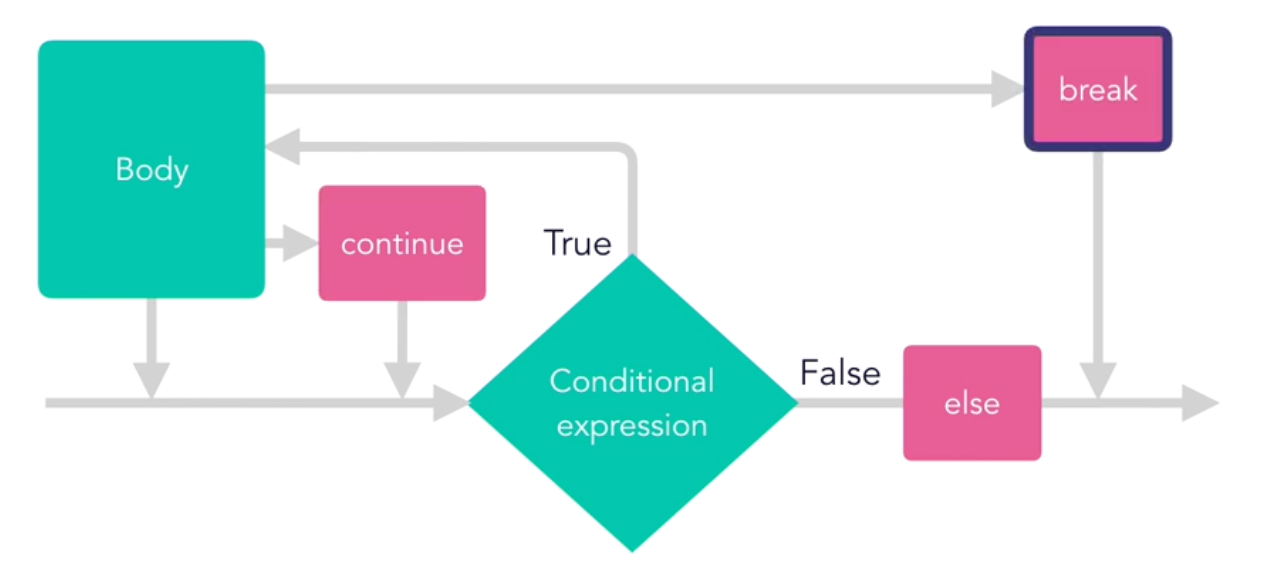 break
Body
continue
True
Conditional
expression
False
else